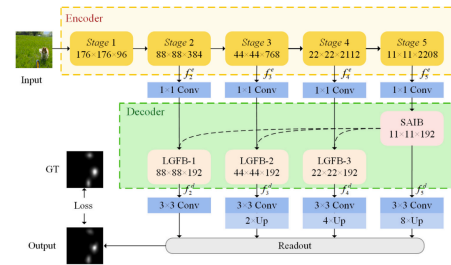 Encoder
Stage 1
176×176×96
Stage 2
88×88×384
Stage 3
44×44×768
Stage 4
22×22×2112
Stage 5
11×11×2208
Input
f₂ᵉ
f₃ᵉ
f₄ᵉ
f₅ᵉ
1×1 Conv
1×1 Conv
1×1 Conv
1×1 Conv
Decoder
SAIB
11×11×192
LGFB-1
88×88×192
LGFB-2
44×44×192
LGFB-3
22×22×192
GT
f₂ᵈ
f₃ᵈ
f₄ᵈ
f₅ᵈ
Loss
3×3 Conv
3×3 Conv
3×3 Conv
3×3 Conv
2×Up
4×Up
8×Up
Output
Readout